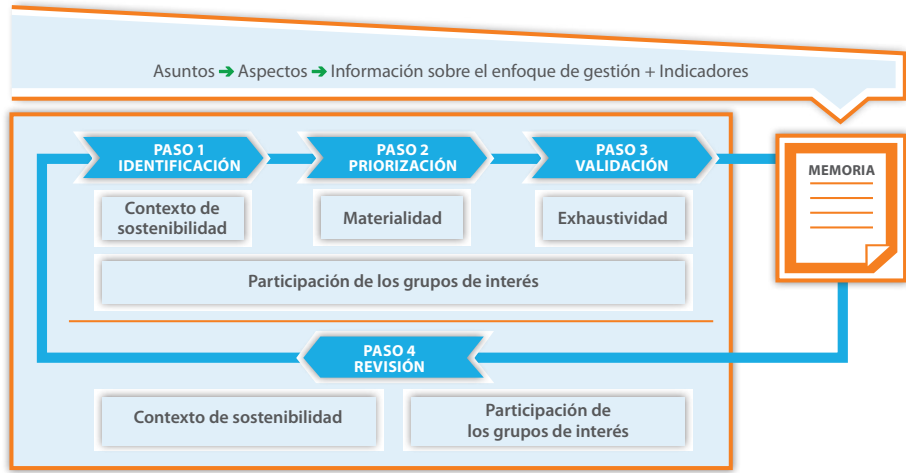 Asuntos ➔ Aspectos ➔ Información sobre el enfoque de gestión + Indicadores
PASO 1
IDENTIFICACIÓN
PASO 2
PRIORIZACIÓN
PASO 3
VALIDACIÓN
MEMORIA
Contexto de
sostenibilidad
Materialidad
Exhaustividad
Participación de los grupos de interés
PASO 4
REVISIÓN
Contexto de sostenibilidad
Participación de
los grupos de interés